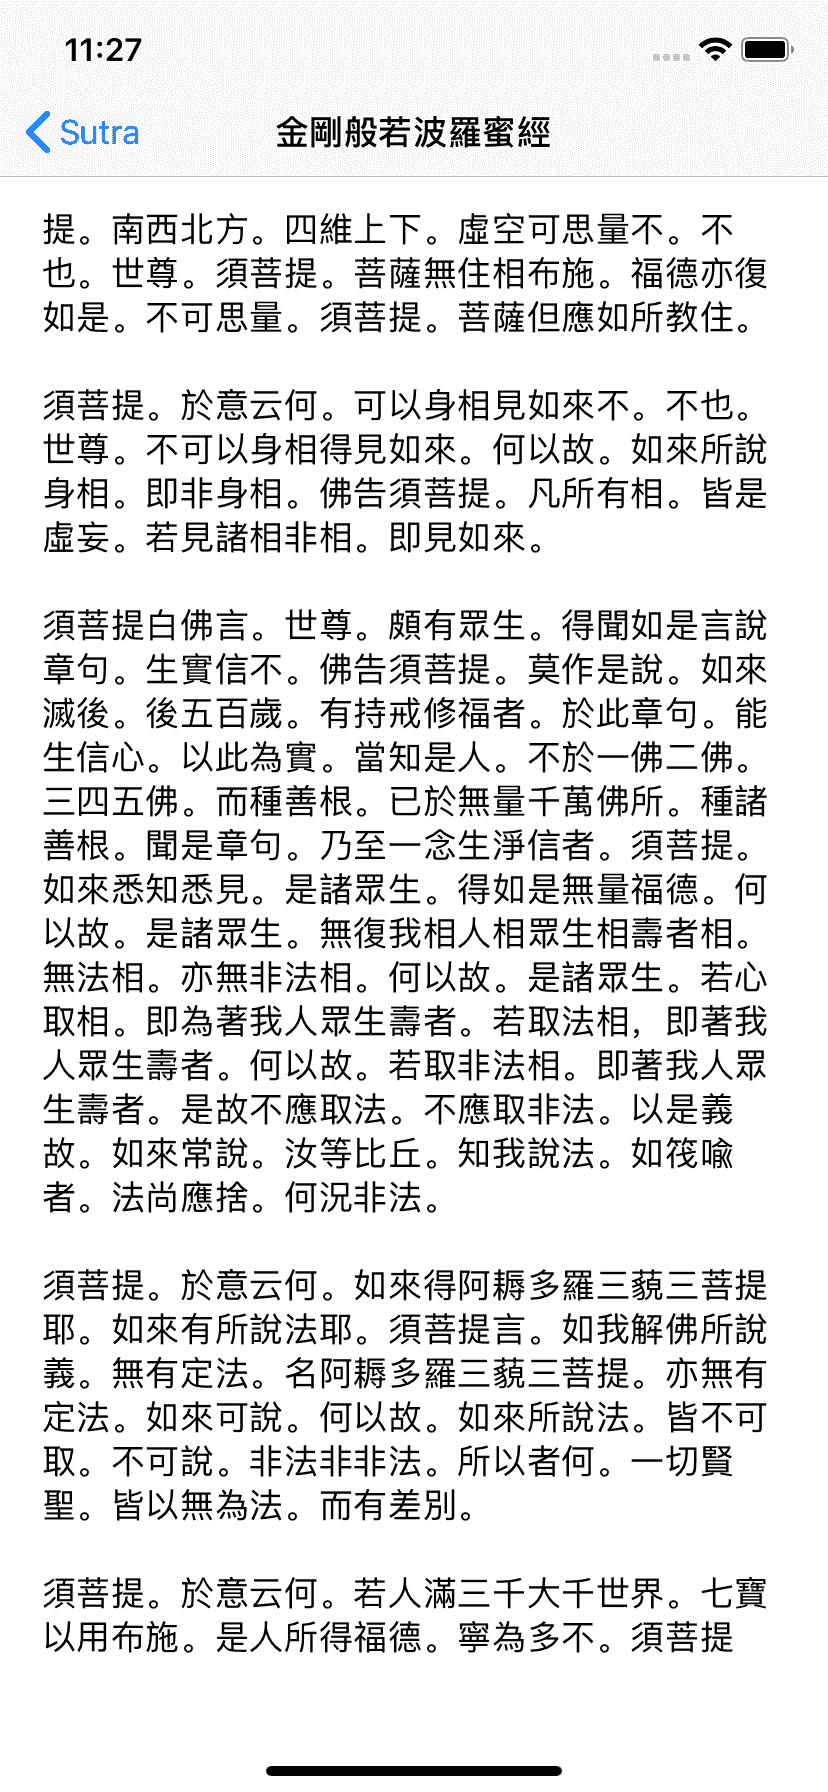 11:27
Sutra
金剛般若波羅蜜經
提。南西北方。四維上下。虛空可思量不。不
也。世尊。須菩提。菩薩無住相布施。福德亦復
如是。不可思量。須菩提。菩薩但應如所教住。
須菩提。於意云何。可以身相見如來不。不也。
世尊。不可以身相得見如來。何以故。如來所說
身相。即非身相。佛告須菩提。凡所有相。皆是
虛妄。若見諸相非相。即見如來。
須菩提白佛言。世尊。頗有眾生。得聞如是言說
章句。生實信不。佛告須菩提。莫作是說。如來
滅後。後五百歲。有持戒修福者。於此章句。能
生信心。以此為實。當知是人。不於一佛二佛。
三四五佛。而種善根。已於無量千萬佛所。種諸
善根。聞是章句。乃至一念生淨信者。須菩提。
如來悉知悉見。是諸眾生。得如是無量福德。何
以故。是諸眾生。無復我相人相眾生相壽者相。
無法相。亦無非法相。何以故。是諸眾生。若心
取相。即為著我人眾生壽者。若取法相，即著我
人眾生壽者。何以故。若取非法相。即著我人眾
生壽者。是故不應取法。不應取非法。以是義
故。如來常說。汝等比丘。知我說法。如筏喻
者。法尚應捨。何況非法。
須菩提。於意云何。如來得阿耨多羅三藐三菩提
耶。如來有所說法耶。須菩提言。如我解佛所說
義。無有定法。名阿耨多羅三藐三菩提。亦無有
定法。如來可說。何以故。如來所說法。皆不可
取。不可說。非法非非法。所以者何。一切賢
聖。皆以無為法。而有差別。
須菩提。於意云何。若人滿三千大千世界。七寶
以用布施。是人所得福德。寧為多不。須菩提